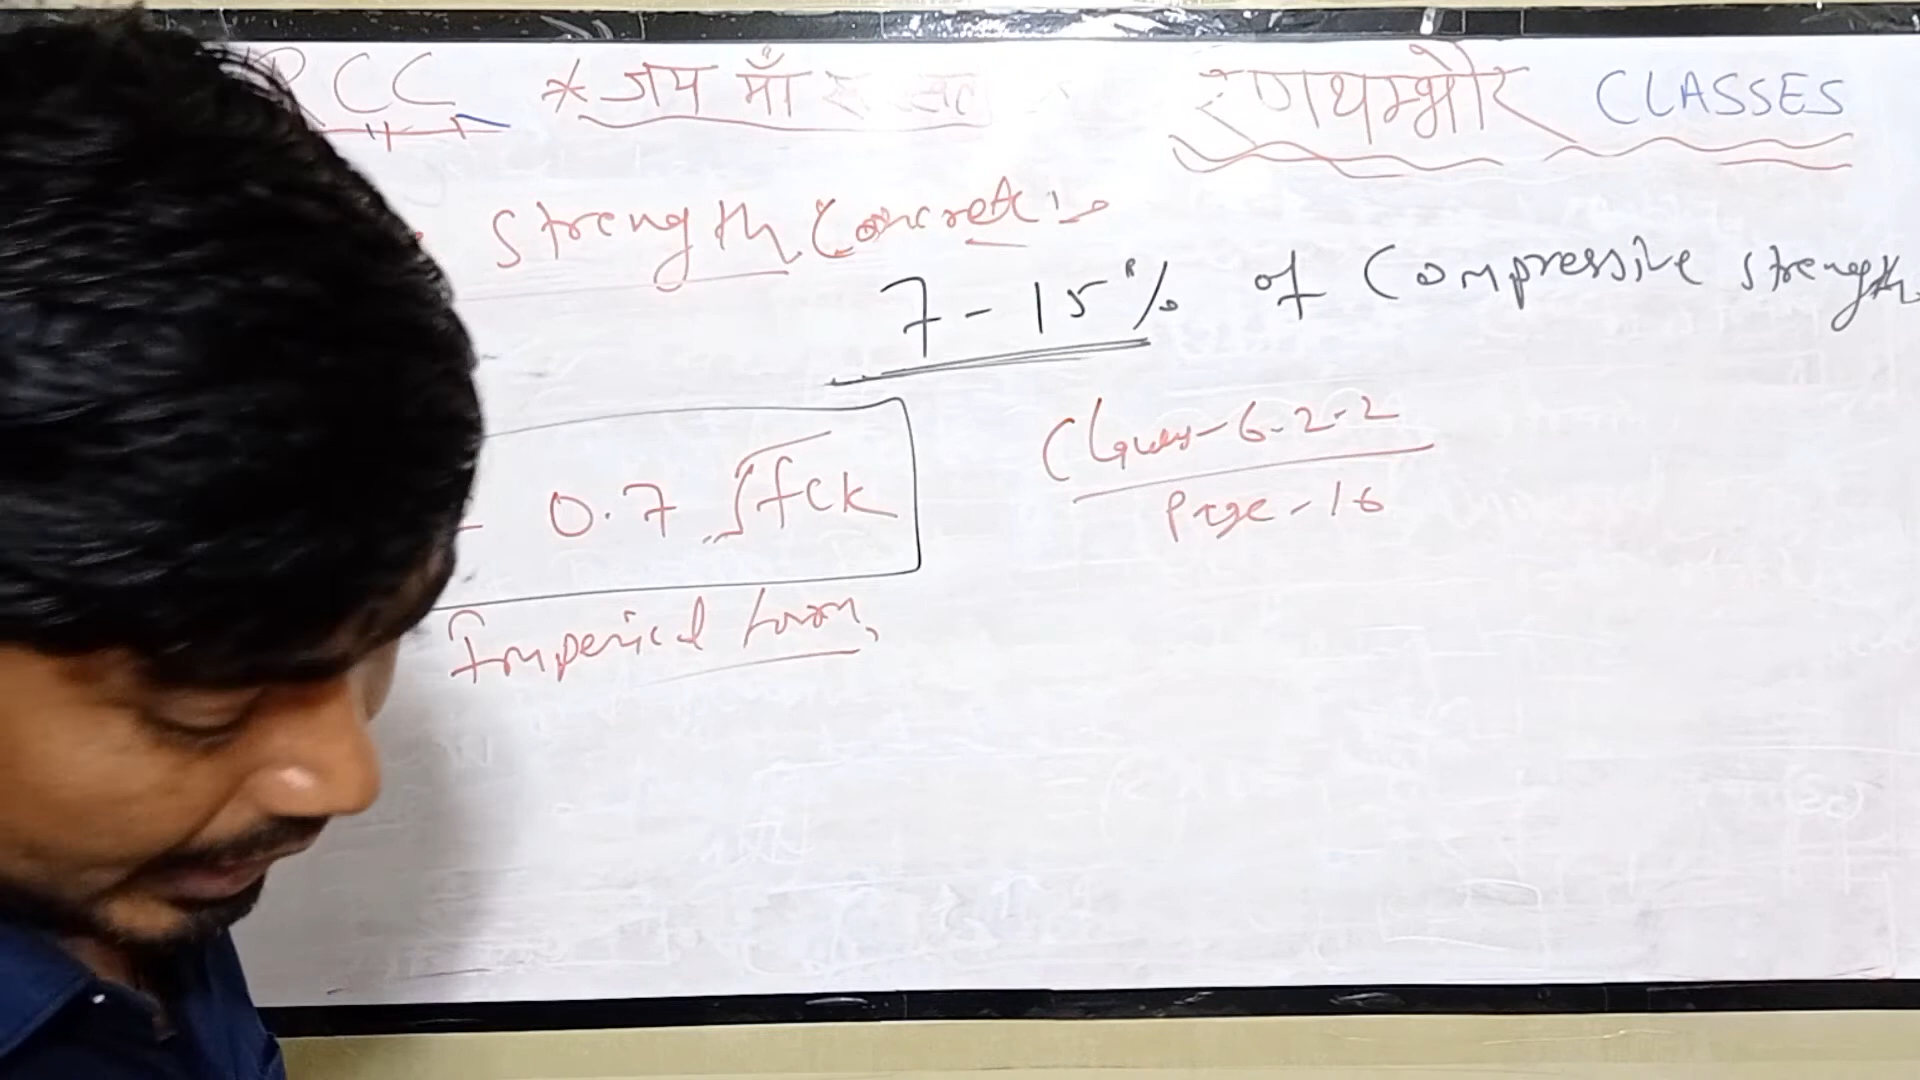 RCC * जय माँ
रणथम्भोर CLASSES
Strength Concrete :-
7-15% of Compressive Strength
0.7 √fck
Clause-6.2.2
Page-16
Imperical form,